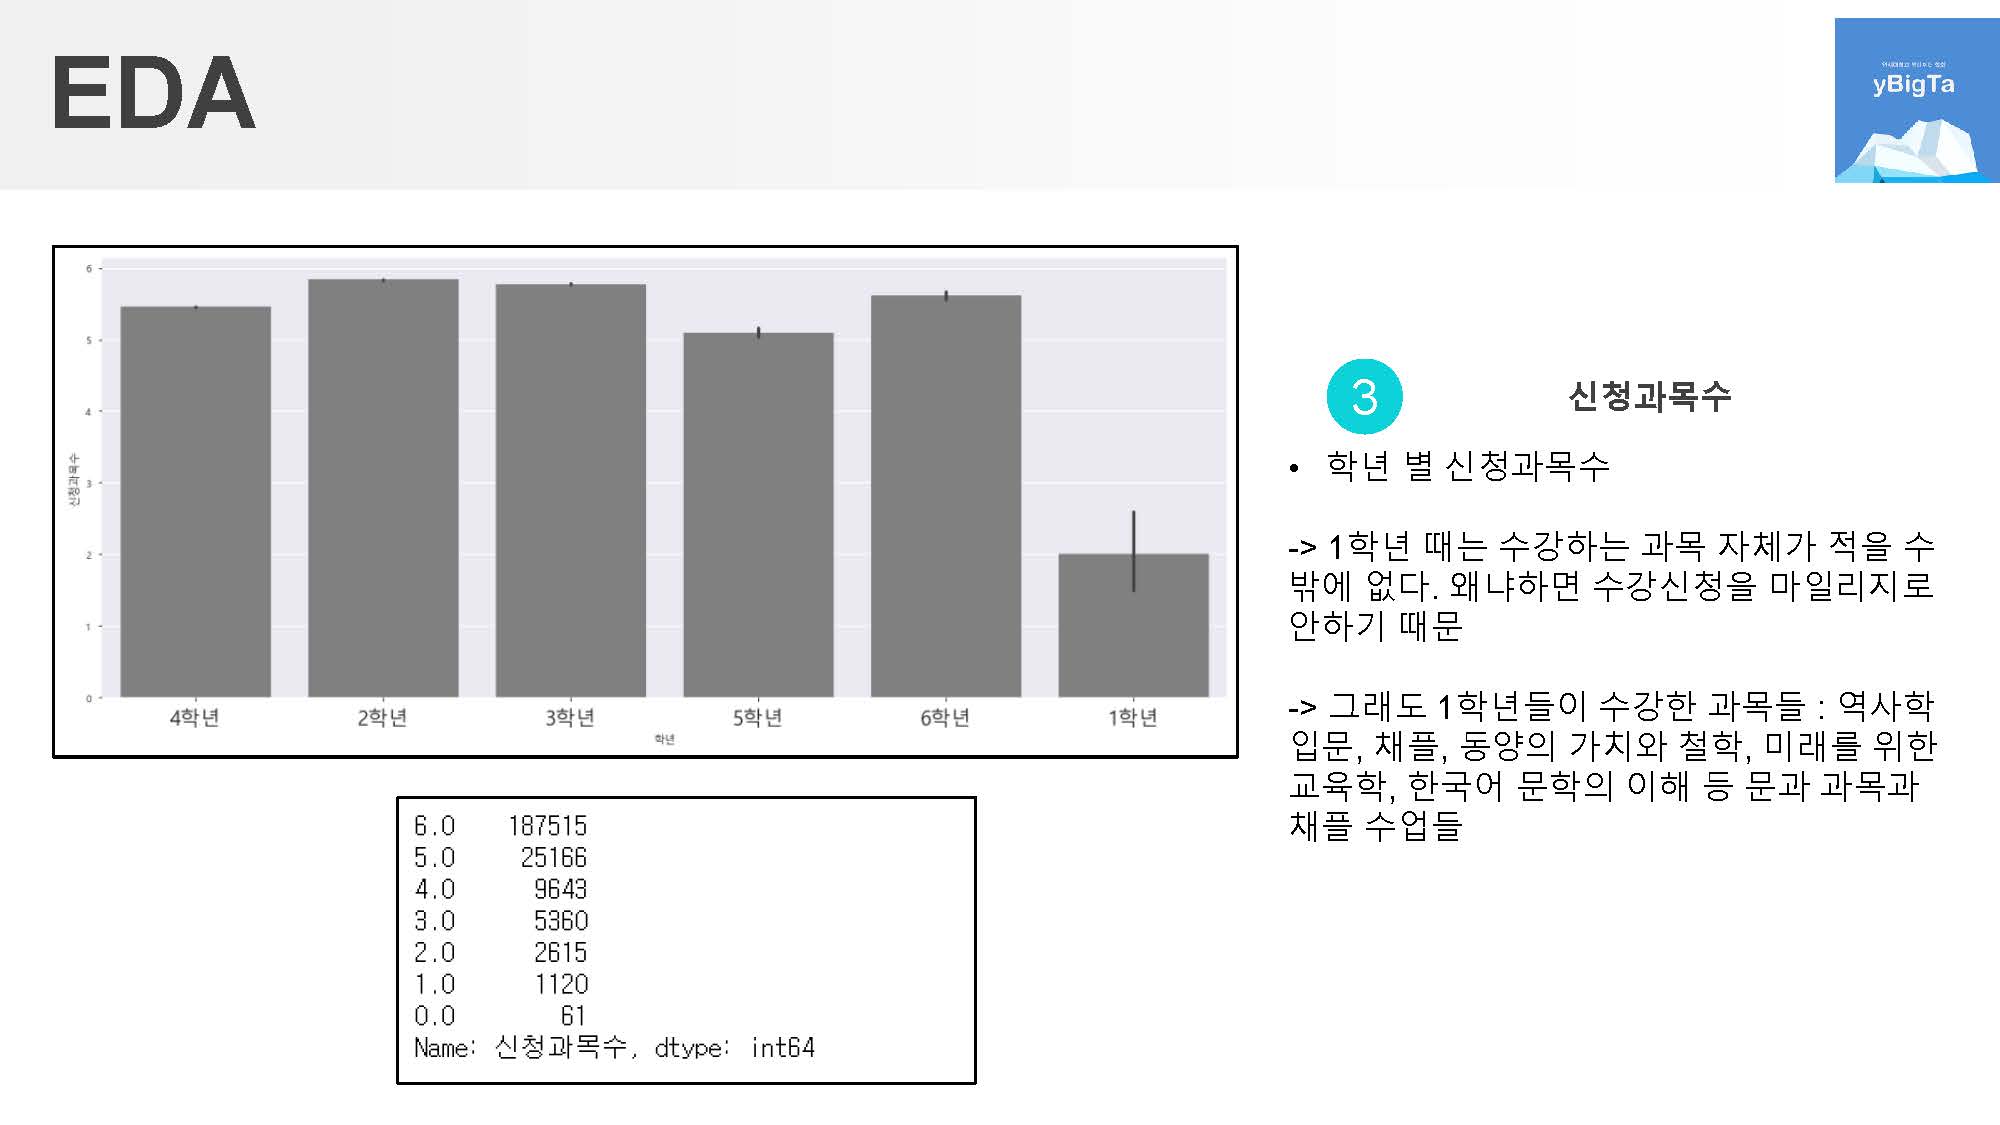 EDA
yBigTa
6
5
4
3
2
1
0
신청과목수
4학년
2학년
3학년
5학년
6학년
1학년
학년
6.0 187515
5.0 25166
4.0 9643
3.0 5360
2.0 2615
1.0 1120
0.0 61
Name: 신청과목수, dtype: int64
3
신청과목수
• 학년 별 신청과목수
-> 1학년 때는 수강하는 과목 자체가 적을 수
밖에 없다. 왜냐하면 수강신청을 마일리지로
안하기 때문
-> 그래도 1학년들이 수강한 과목들 : 역사학
입문, 채플, 동양의 가치와 철학, 미래를 위한
교육학, 한국어 문학의 이해 등 문과 과목과
채플 수업들